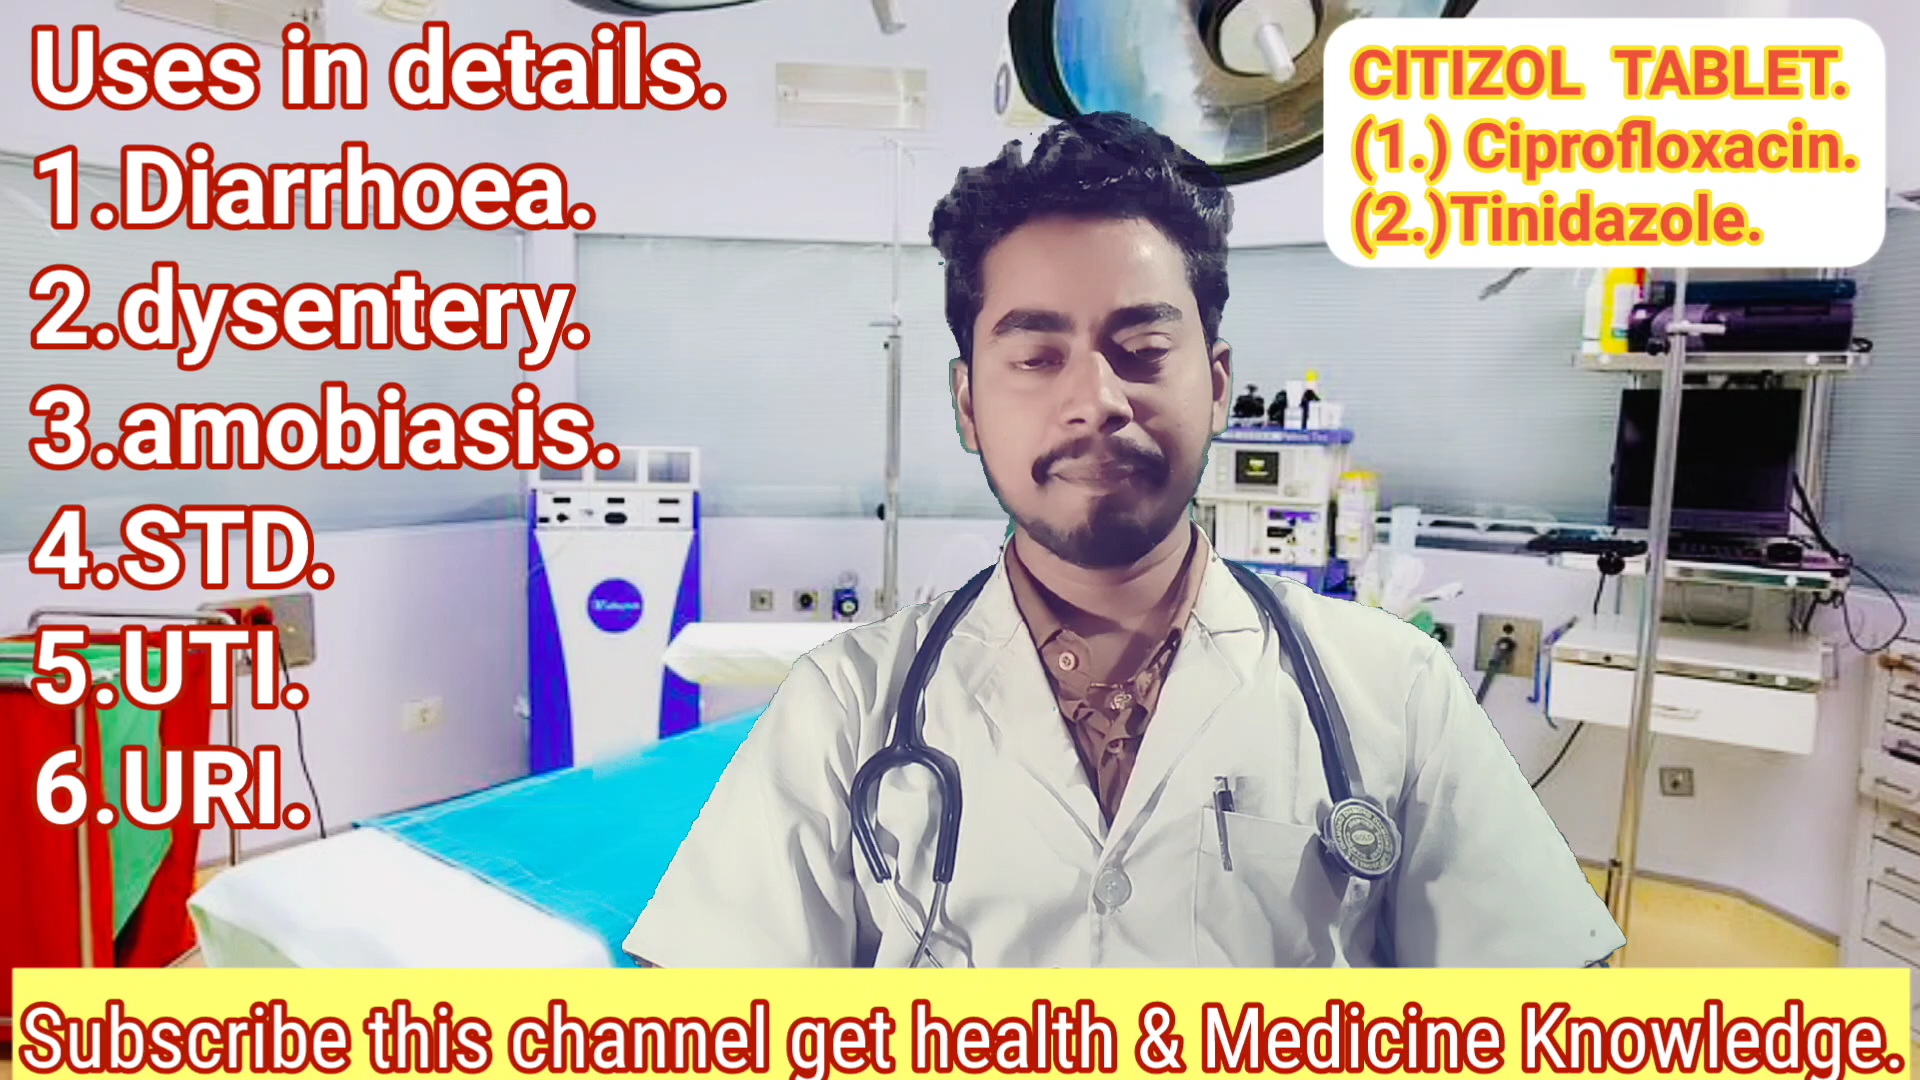 Uses in details.
1.Diarrhoea.
2.dysentery.
3.amobiasis.
4.STD.
5.UTI.
6.URI.
CITIZOL TABLET.
(1.) Ciprofloxacin.
(2.)Tinidazole.
Subscribe this channel get health & Medicine Knowledge.